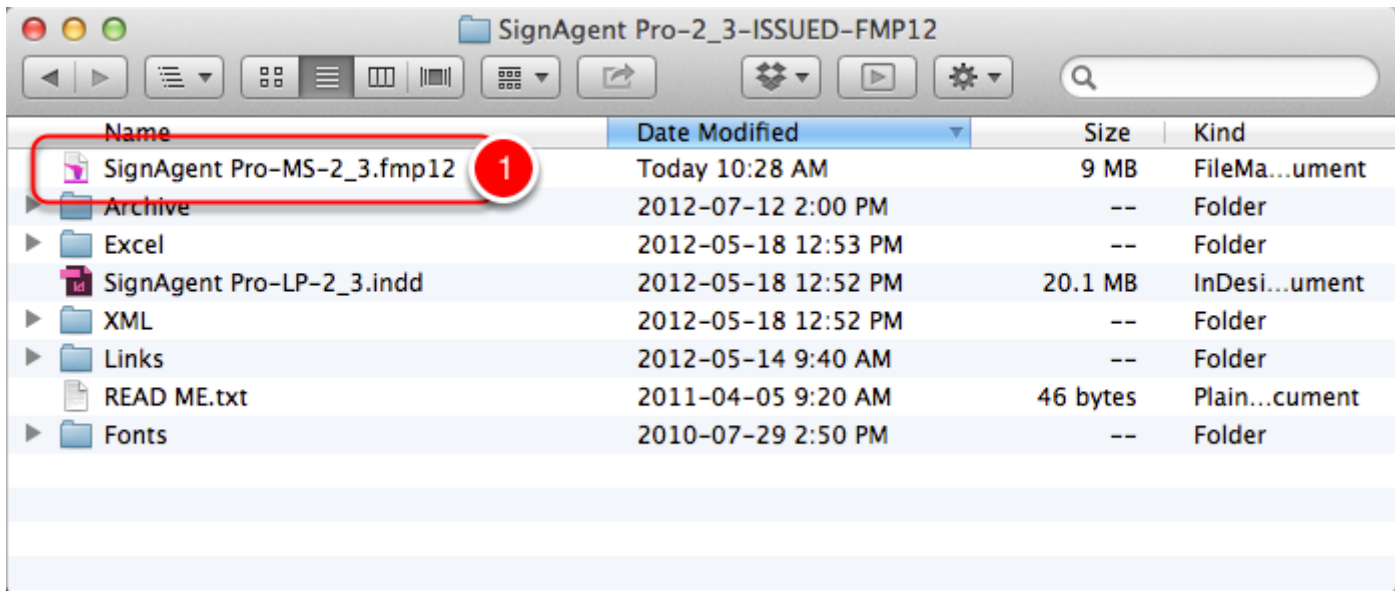 SignAgent Pro-2_3-ISSUED-FMP12
Name Date Modified Size Kind
SignAgent Pro-MS-2_3.fmp12 1 Today 10:28 AM 9 MB FileMa...ument
Archive 2012-07-12 2:00 PM -- Folder
Excel 2012-05-18 12:53 PM -- Folder
Id SignAgent Pro-LP-2_3.indd 2012-05-18 12:52 PM 20.1 MB InDesi...ument
XML 2012-05-18 12:52 PM -- Folder
Links 2012-05-14 9:40 AM -- Folder
READ ME.txt 2011-04-05 9:20 AM 46 bytes Plain...cument
Fonts 2010-07-29 2:50 PM -- Folder